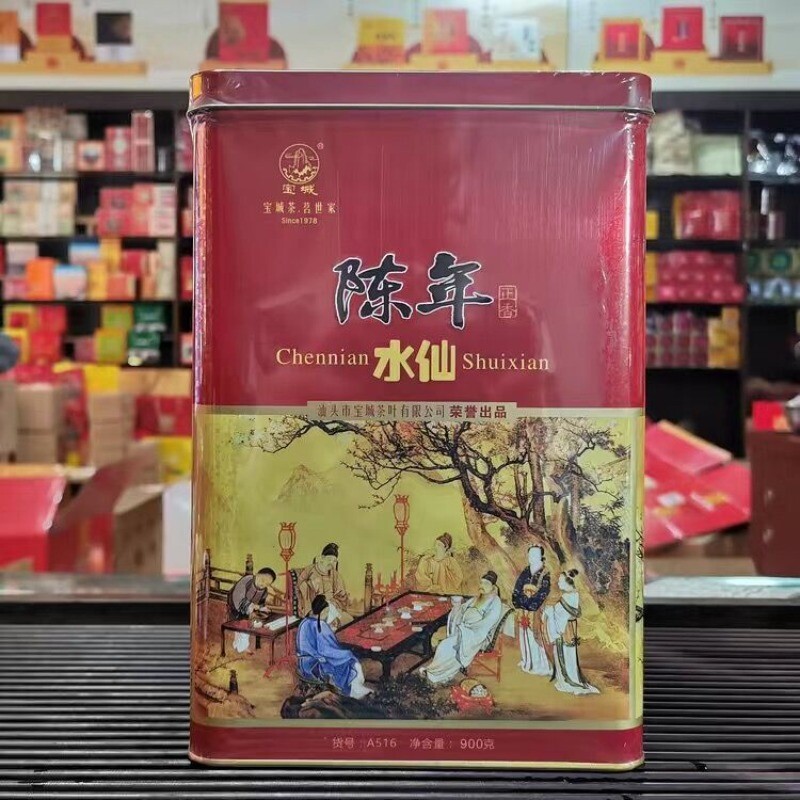 宝城
®
宝城茶.茗世家
Since1978
陈年
正香
Chennian 水仙 Shuixian
汕头市宝城茶叶有限公司 荣誉出品
货号：A516 净含量：900克